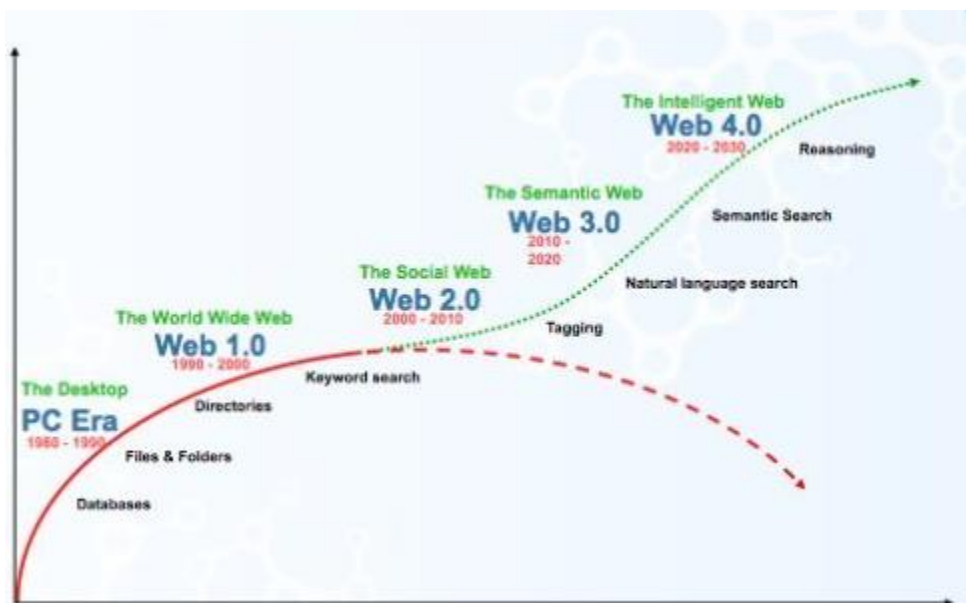 The Intelligent Web
Web 4.0
2020 - 2030
Reasoning
The Semantic Web
Web 3.0
2010 -
2020
Semantic Search
The Social Web
Web 2.0
2000 - 2010
Natural language search
Tagging
The World Wide Web
Web 1.0
1990 - 2000
Keyword search
The Desktop
PC Era
1980 - 1990
Directories
Files & Folders
Databases